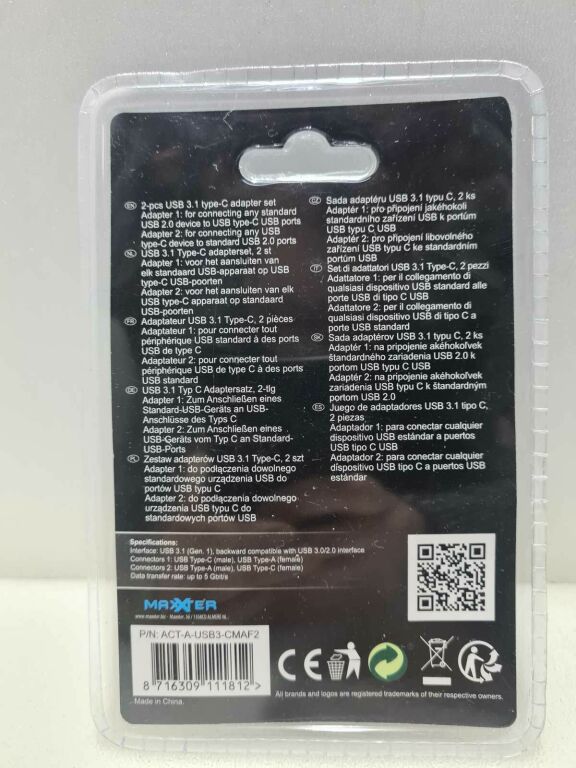 EN 2-pcs USB 3.1 type-C adapter set
Adapter 1: for connecting any standard
USB 2.0 device to USB type-C USB ports
Adapter 2: for connecting any USB
type-C device to standard USB 2.0 ports
NL USB 3.1 Type-C adapterset, 2 st
Adapter 1: voor het aansluiten van
elk standaard USB-apparaat op USB
type-C USB-poorten
Adapter 2: voor het aansluiten van elk
USB type-C apparaat op standaard
USB-poorten
FR Adaptateur USB 3.1 Type-C, 2 pièces
Adaptateur 1: pour connecter tout
périphérique USB standard à des ports
USB de type C
Adaptateur 2: pour connecter tout
périphérique USB de type C à des ports
USB standard
DE USB 3.1 Typ C Adaptersatz, 2-tlg
Adapter 1: Zum Anschließen eines
Standard-USB-Geräts an USB-
Anschlüsse des Typs C
Adapter 2: Zum Anschließen eines
USB-Geräts vom Typ C an Standard-
USB-Ports
PL Zestaw adapterów USB 3.1 Type-C, 2 szt
Adapter 1: do podłączenia dowolnego
standardowego urządzenia USB do
portów USB typu C
Adapter 2: do podłączenia dowolnego
urządzenia USB typu C do
standardowych portów USB
CZ Sada adaptéru USB 3.1 typu C, 2 ks
Adaptér 1: pro připojení jakéhokoli
standardního zařízení USB k portům
USB typu C USB
Adaptér 2: pro připojení libovolného
zařízení USB typu C ke standardním
portům USB
IT Set di adattatori USB 3.1 Type-C, 2 pezzi
Adattatore 1: per il collegamento di
qualsiasi dispositivo USB standard alle
porte USB di tipo C USB
Adattatore 2: per il collegamento di
qualsiasi dispositivo USB di tipo C a
porte USB standard
SK Sada adaptérov USB 3.1 typu C, 2 ks
Adaptér 1: na pripojenie akéhokoľvek
štandardného zariadenia USB 2.0 k
portom USB typu C USB
Adaptér 2: na pripojenie akéhokoľvek
zariadenia USB typu C k štandardným
portom USB 2.0
ES Juego de adaptadores USB 3.1 tipo C,
2 piezas
Adaptador 1: para conectar cualquier
dispositivo USB estándar a puertos
USB tipo C USB
Adaptador 2: para conectar cualquier
dispositivo USB tipo C a puertos USB
estándar
Specifications:
Interface: USB 3.1 (Gen. 1), backward compatible with USB 3.0/2.0 interface
Connectors 1: USB Type-C (male), USB Type-A (female)
Connectors 2: USB Type-A (male), USB Type-C (female)
Data transfer rate: up to 5 Gbit/s
MAXXTER
www.maxxter.biz
P/N: ACT-A-USB3-CMAF2
8 716309 111812 >
Made in China.
CE
All brands and logos are registered trademarks of their respective owners.